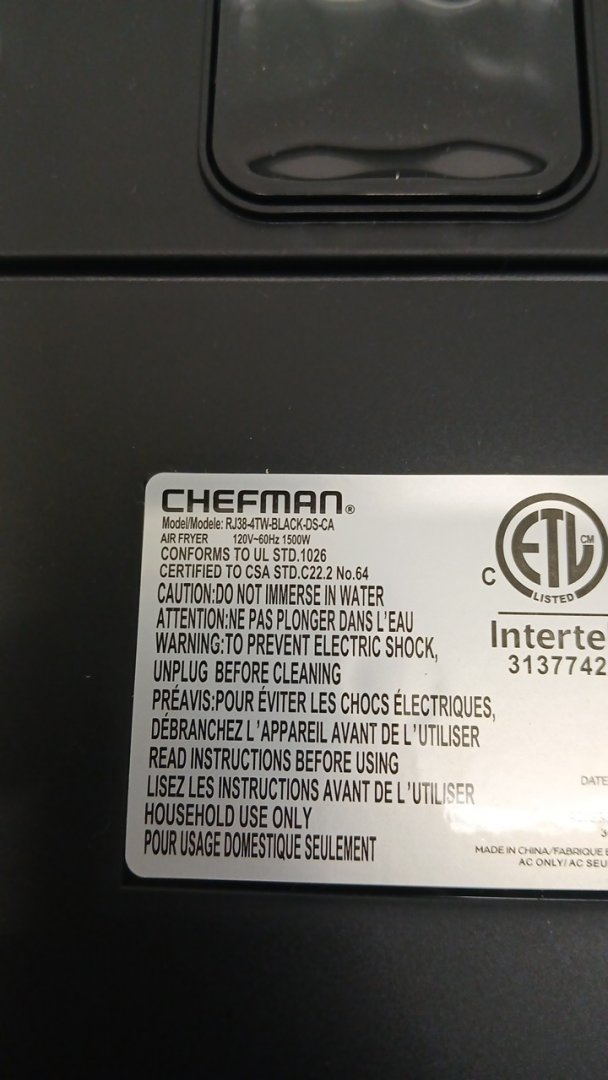 CHEFMAN®
Model/Modele: RJ38-4TW-BLACK-DS-CA
AIR FRYER 120V~60Hz 1500W
CONFORMS TO UL STD.1026
CERTIFIED TO CSA STD.C22.2 No.64
CAUTION:DO NOT IMMERSE IN WATER
ATTENTION:NE PAS PLONGER DANS L'EAU
WARNING:TO PREVENT ELECTRIC SHOCK,
UNPLUG BEFORE CLEANING
PRÉAVIS:POUR ÉVITER LES CHOCS ÉLECTRIQUES,
DÉBRANCHEZ L'APPAREIL AVANT DE L'UTILISER
READ INSTRUCTIONS BEFORE USING
LISEZ LES INSTRUCTIONS AVANT DE L'UTILISER
HOUSEHOLD USE ONLY
POUR USAGE DOMESTIQUE SEULEMENT
ETL CM
C
LISTED
Interte
3137742
DATE
MADE IN CHINA/FABRIQUE
AC ONLY/ AC SEU